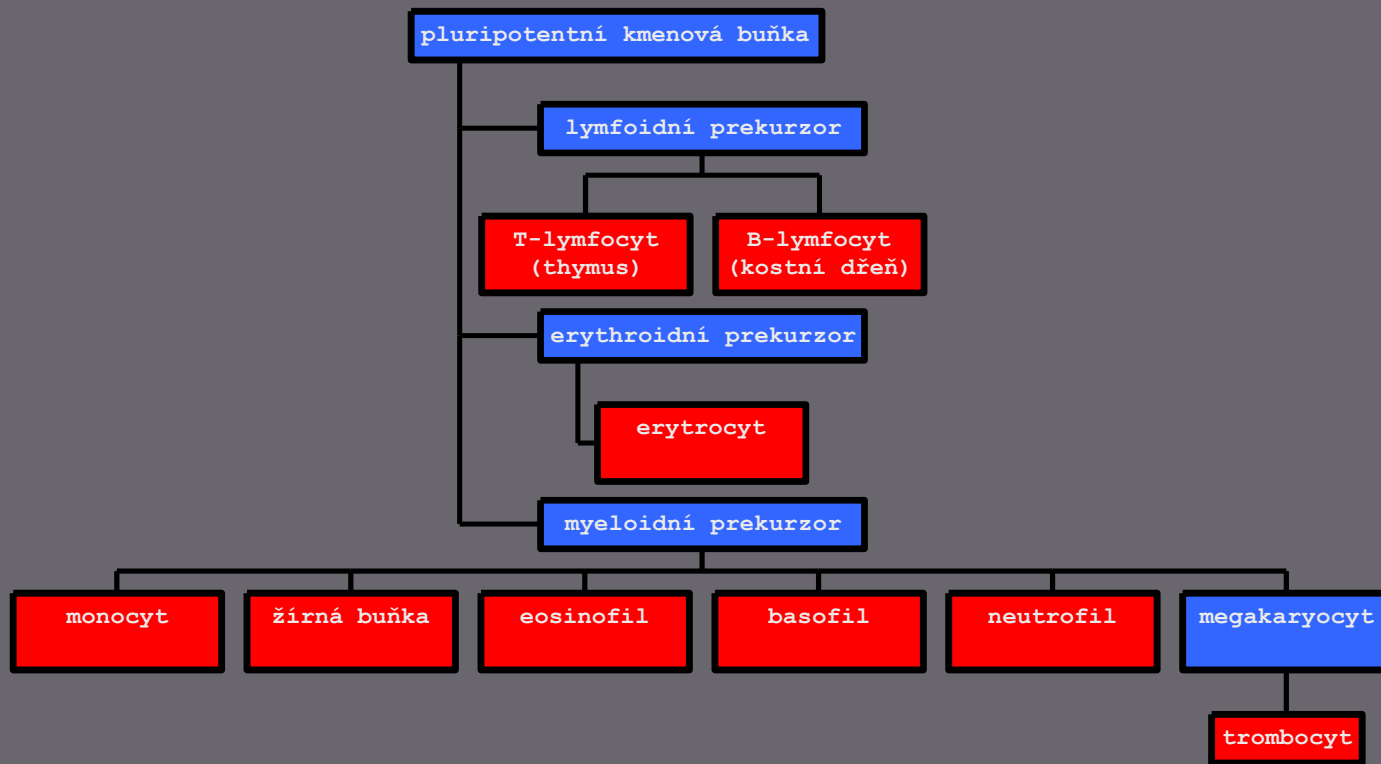 pluripotentní kmenová buňka
lymfoidní prekurzor
T-lymfocyt
(thymus)
B-lymfocyt
(kostní dřeň)
erythroidní prekurzor
erytrocyt
myeloidní prekurzor
monocyt
žírná buňka
eosinofil
basofil
neutrofil
megakaryocyt
trombocyt